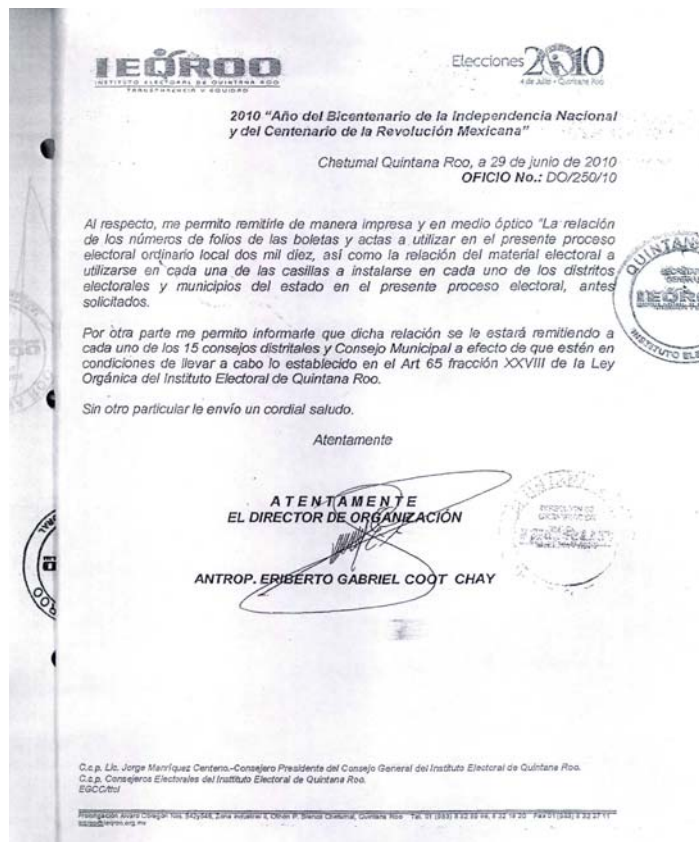 IEQROO
INSTITUTO ELECTORAL DE QUINTANA ROO
TRANSPARENCIA Y EQUIDAD
Elecciones 2010
4 de Julio • Quintana Roo
2010 "Año del Bicentenario de la Independencia Nacional
y del Centenario de la Revolución Mexicana"
Chetumal Quintana Roo, a 29 de junio de 2010
OFICIO No.: DO/250/10
Al respecto, me permito remitirle de manera impresa y en medio óptico "La relación
de los números de folios de las boletas y actas a utilizar en el presente proceso
electoral ordinario local dos mil diez, así como la relación del material electoral a
utilizarse en cada una de las casillas a instalarse en cada uno de los distritos
electorales y municipios del estado en el presente proceso electoral, antes
solicitados.
Por otra parte me permito informarle que dicha relación se le estará remitiendo a
cada uno de los 15 consejos distritales y Consejo Municipal a efecto de que estén en
condiciones de llevar a cabo lo establecido en el Art 65 fracción XXVIII de la Ley
Orgánica del Instituto Electoral de Quintana Roo.
Sin otro particular le envío un cordial saludo.
Atentamente
ATENTAMENTE
EL DIRECTOR DE ORGANIZACIÓN
ANTROP. ERIBERTO GABRIEL COOT CHAY
C.c.p. Lic. Jorge Manríquez Centeno.-Consejero Presidente del Consejo General del Instituto Electoral de Quintana Roo.
C.c.p. Consejeros Electorales del Instituto Electoral de Quintana Roo.